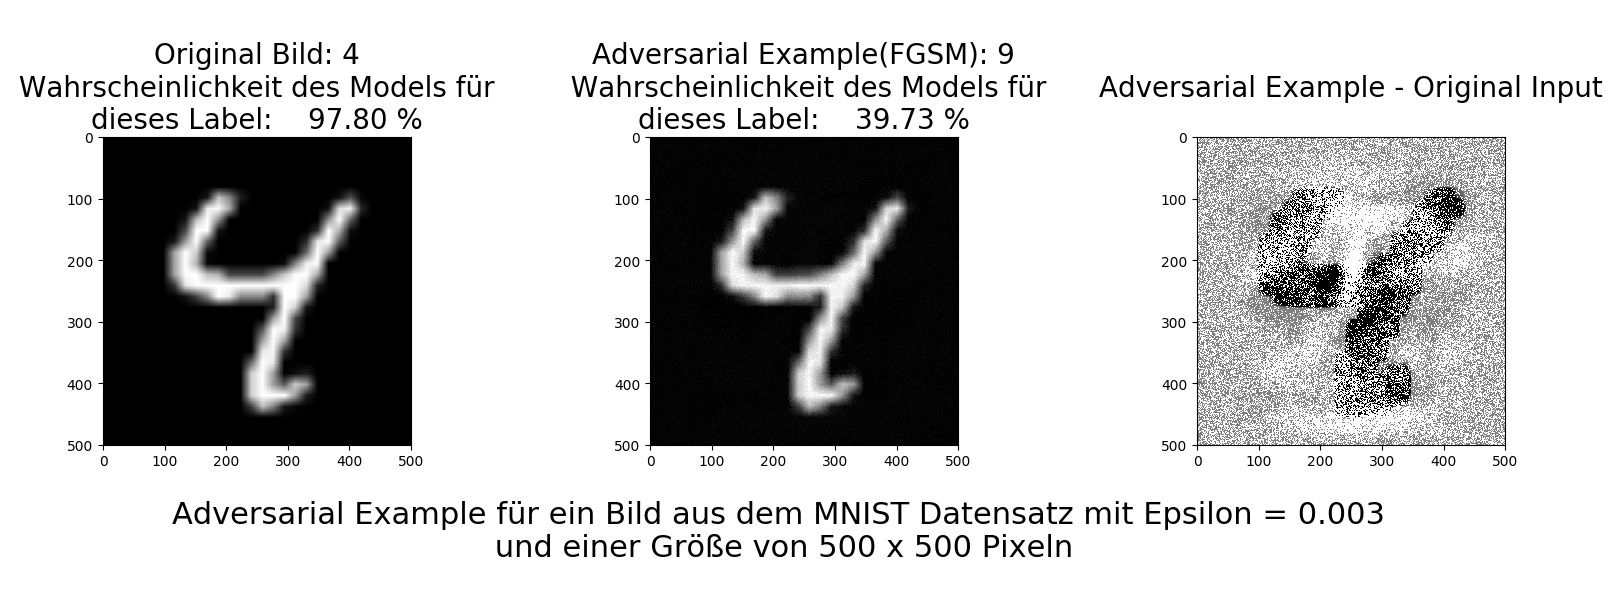 Original Bild: 4
Wahrscheinlichkeit des Models für
dieses Label: 97.80 %
0
100
200
300
400
500
0 100 200 300 400 500
Adversarial Example(FGSM): 9
Wahrscheinlichkeit des Models für
dieses Label: 39.73 %
0
100
200
300
400
500
0 100 200 300 400 500
Adversarial Example - Original Input
0
100
200
300
400
500
0 100 200 300 400 500
Adversarial Example für ein Bild aus dem MNIST Datensatz mit Epsilon = 0.003
und einer Größe von 500 x 500 Pixeln